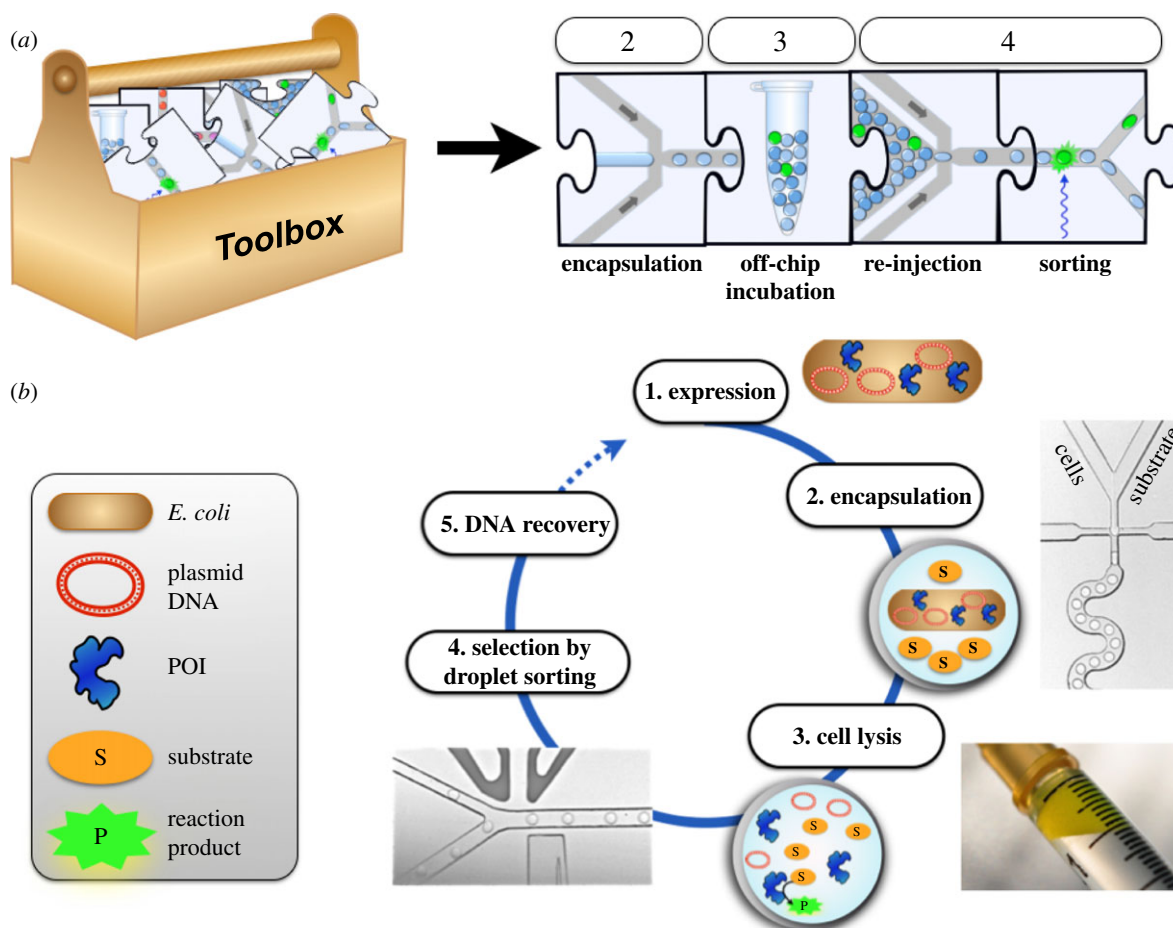 (a)
Toolbox
2
3
4
encapsulation
off-chip
incubation
re-injection
sorting
(b)
E. coli
plasmid
DNA
POI
S
substrate
P
reaction
product
1. expression
2. encapsulation
S
S
S
S
cells
substrate
3. cell lysis
S
S
S
S
P
4. selection by
droplet sorting
5. DNA recovery